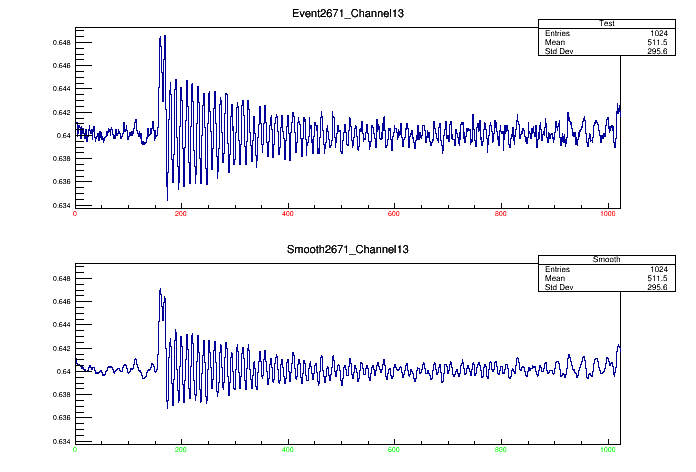 Event2671_Channel13
Test
Entries 1024
Mean 511.5
Std Dev 295.6
0.648
0.646
0.644
0.642
0.64
0.638
0.636
0.634
0 200 400 600 800 1000
Smooth2671_Channel13
Smooth
Entries 1024
Mean 511.5
Std Dev 295.6
0.648
0.646
0.644
0.642
0.64
0.638
0.636
0.634
0 200 400 600 800 1000